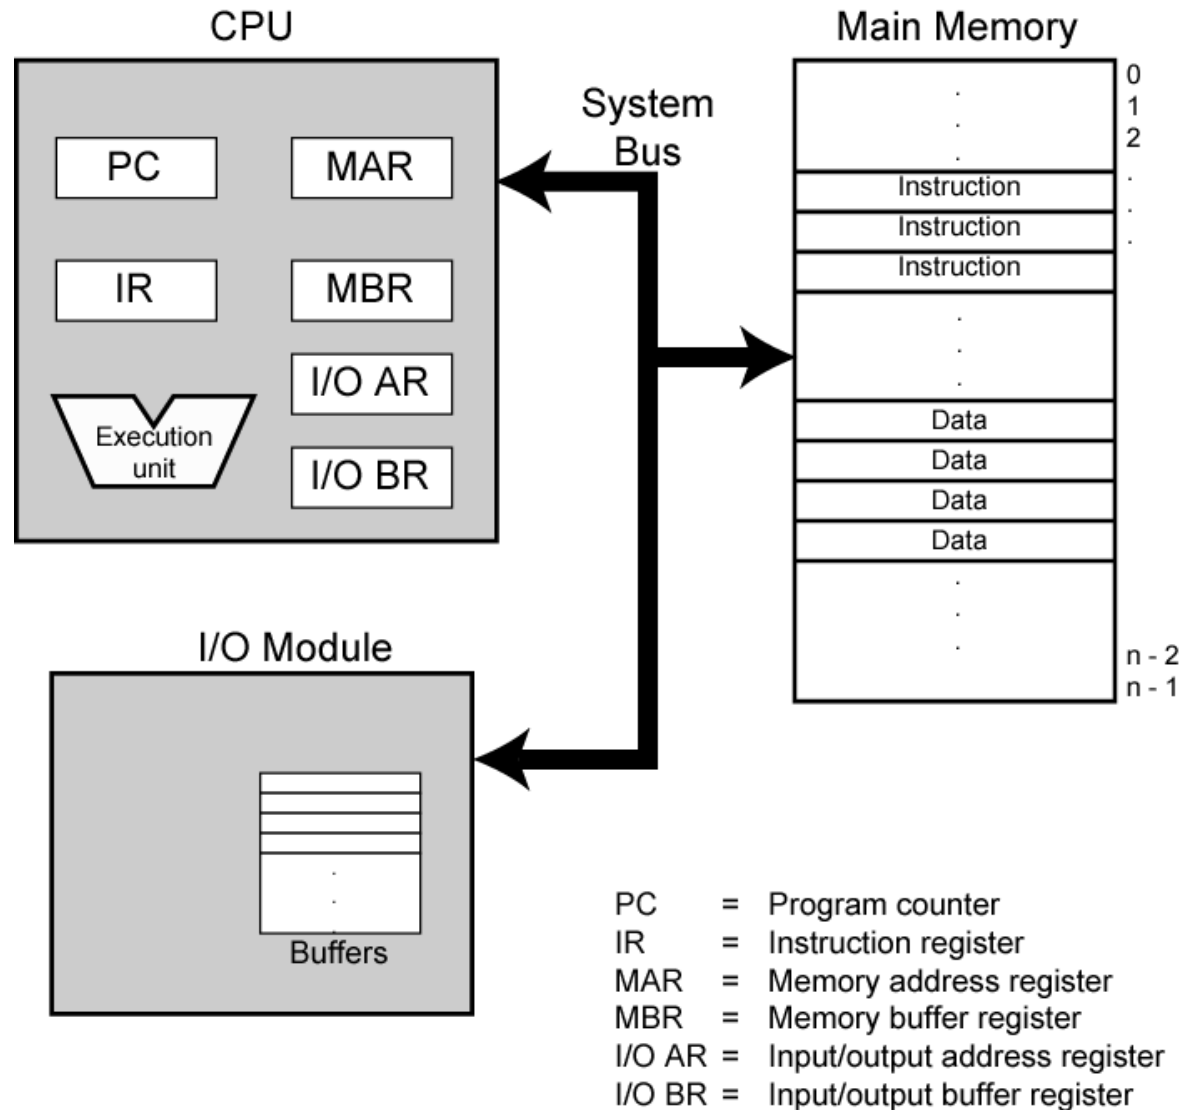 CPU
PC
MAR
IR
MBR
I/O AR
I/O BR
Execution
unit
System
Bus
Main Memory
0
1
2
.
.
.
.
.
.
Instruction
Instruction
Instruction
.
.
.
Data
Data
Data
Data
.
.
.
n - 2
n - 1
I/O Module
.
.
.
Buffers
PC = Program counter
IR = Instruction register
MAR = Memory address register
MBR = Memory buffer register
I/O AR = Input/output address register
I/O BR = Input/output buffer register